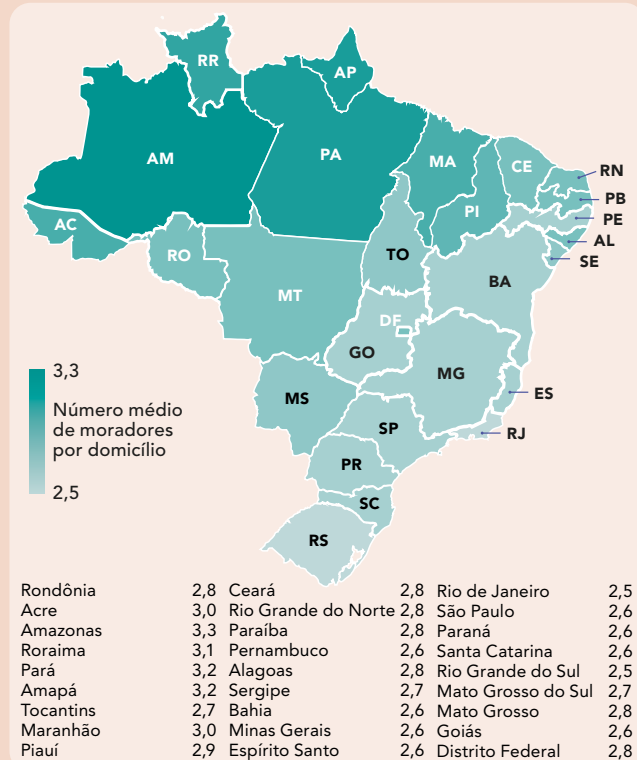 RR
AP
AM
PA
MA
CE
RN
PB
PI
PE
AC
AL
TO
RO
SE
BA
MT
DF
GO
MG
3,3
ES
MS
Número médio
de moradores
por domicílio
SP
RJ
PR
2,5
SC
RS
Rondônia 2,8 Ceará 2,8 Rio de Janeiro 2,5
Acre 3,0 Rio Grande do Norte 2,8 São Paulo 2,6
Amazonas 3,3 Paraíba 2,8 Paraná 2,6
Roraima 3,1 Pernambuco 2,6 Santa Catarina 2,6
Pará 3,2 Alagoas 2,8 Rio Grande do Sul 2,5
Amapá 3,2 Sergipe 2,7 Mato Grosso do Sul 2,7
Tocantins 2,7 Bahia 2,6 Mato Grosso 2,8
Maranhão 3,0 Minas Gerais 2,6 Goiás 2,6
Piauí 2,9 Espírito Santo 2,6 Distrito Federal 2,8